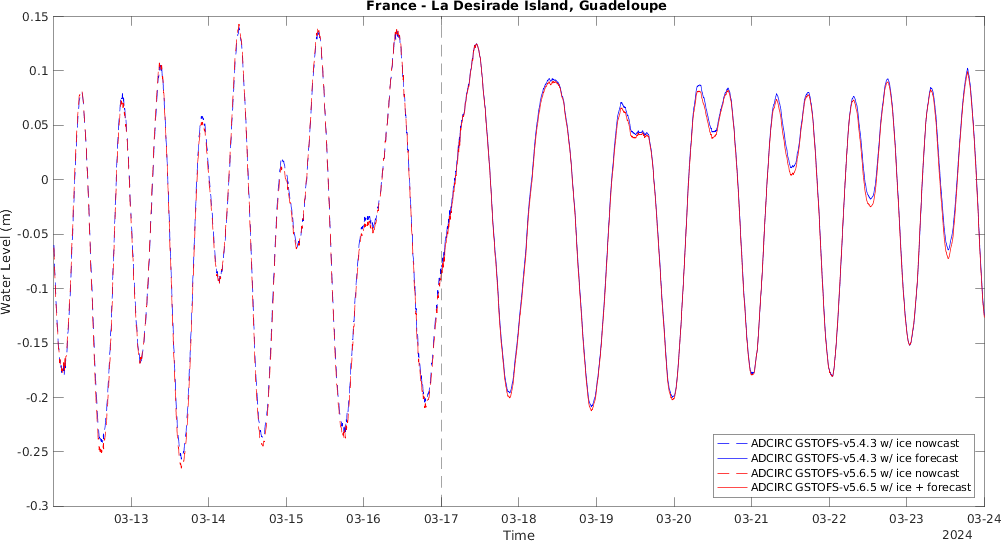 France - La Desirade Island, Guadeloupe
0.15
0.1
0.05
0
-0.05
-0.1
-0.15
-0.2
-0.25
-0.3
Water Level (m)
03-13 03-14 03-15 03-16 03-17 03-18 03-19 03-20 03-21 03-22 03-23 03-24
Time
2024
ADCIRC GSTOFS-v5.4.3 w/ ice nowcast
ADCIRC GSTOFS-v5.4.3 w/ ice forecast
ADCIRC GSTOFS-v5.6.5 w/ ice nowcast
ADCIRC GSTOFS-v5.6.5 w/ ice + forecast